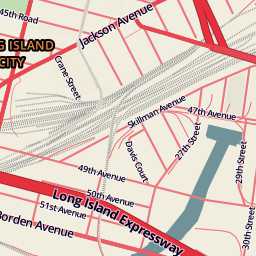 45th Road
Jackson Avenue
ISLAND
CITY
Crane Street
Skillman Avenue
47th Avenue
27th Street
Davis Court
29th Street
49th Avenue
50th Avenue
Long Island Expressway
51st Avenue
Borden Avenue
30th Street